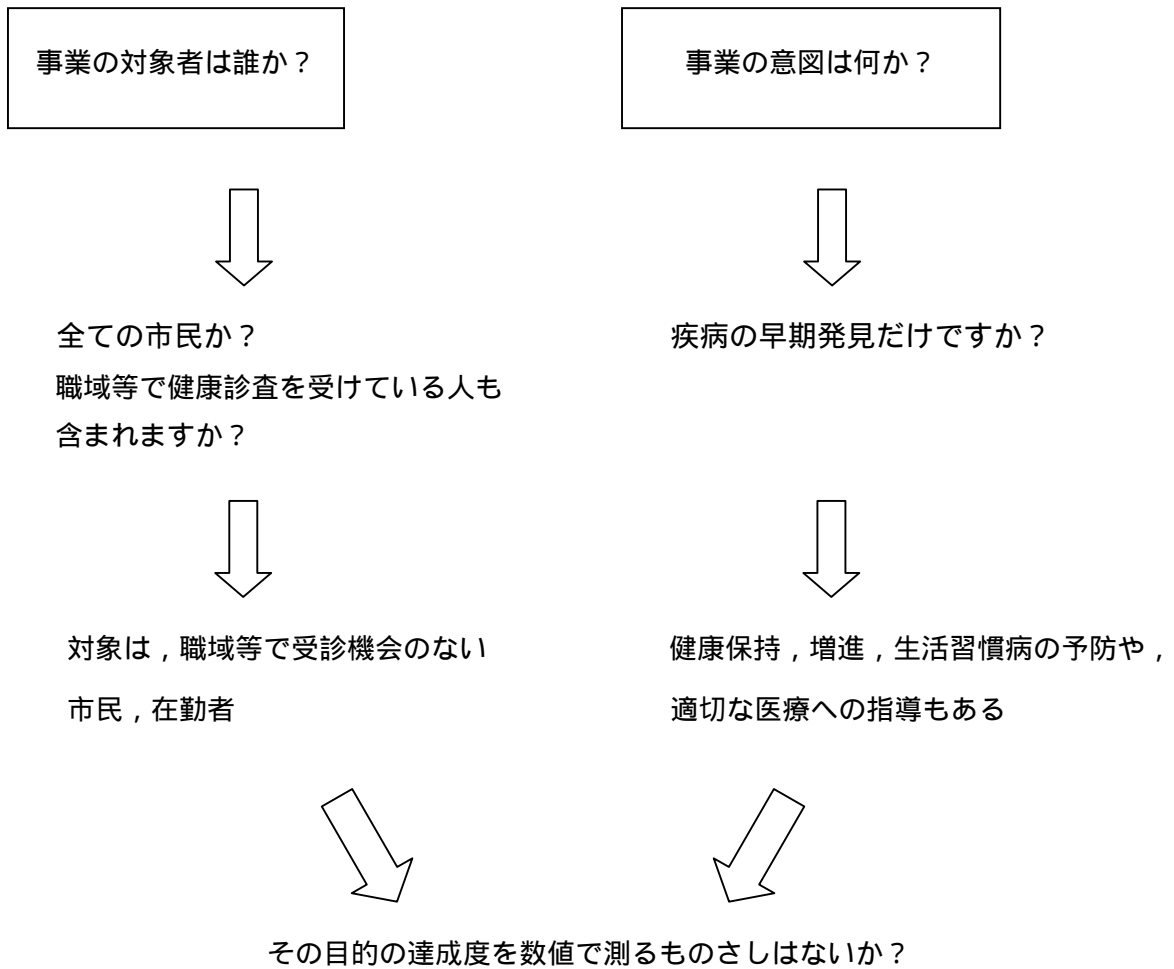 事業の対象者は誰か？
事業の意図は何か？
全ての市民か？
職域等で健康診査を受けている人も
含まれますか？
疾病の早期発見だけですか？
対象は，職域等で受診機会のない
市民，在勤者
健康保持，増進，生活習慣病の予防や，
適切な医療への指導もある
その目的の達成度を数値で測るものさしはないか？